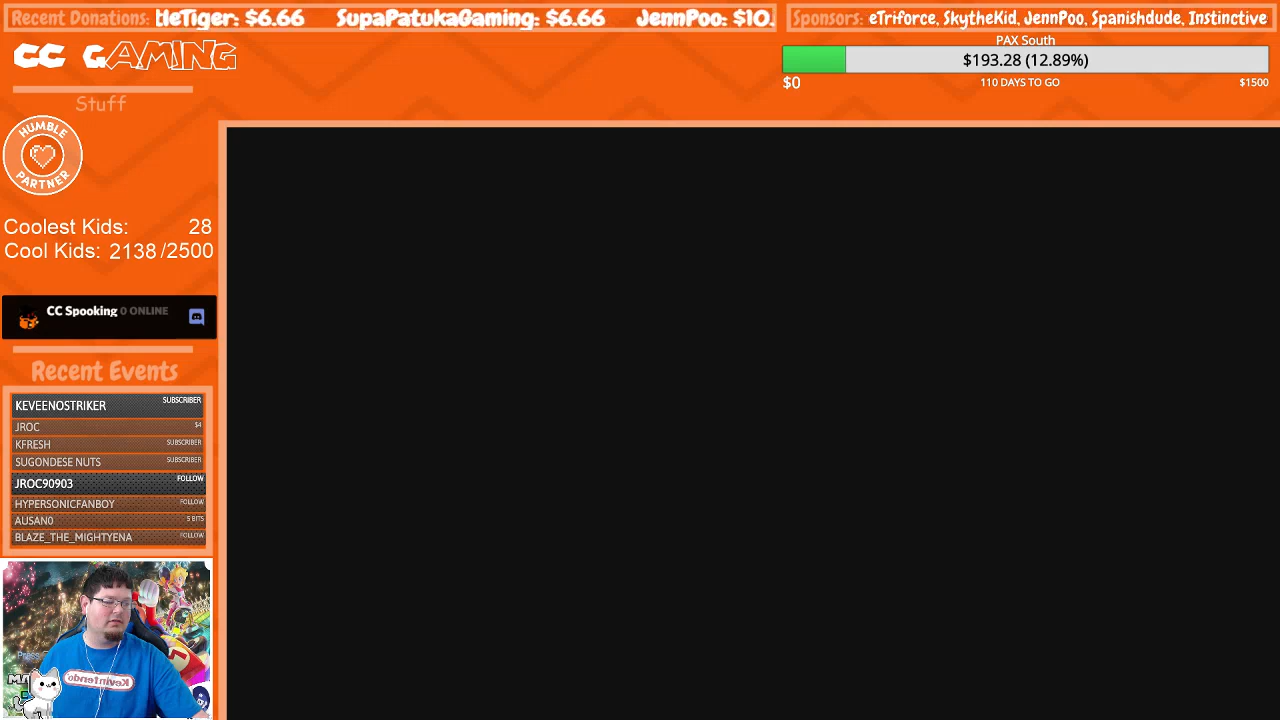 Recent Donations: tleTiger: $6.66 SupaPatukaGaming: $6.66 JennPoo: $10.
Sponsors: eTriforce, SkytheKid, JennPoo, Spanishdude, Instinctive
CC GAMING
PAX South
$193.28 (12.89%)
$0 110 DAYS TO GO $1500
Stuff
HUMBLE
PARTNER
Coolest Kids: 28
Cool Kids: 2138/2500
CC Spooking 0 ONLINE
Recent Events
KEVEENOSTRIKER SUBSCRIBER
JROC $4
KFRESH SUBSCRIBER
SUGONDESE NUTS SUBSCRIBER
JROC90903 FOLLOW
HYPERSONICFANBOY FOLLOW
AUSAN0 5 BITS
BLAZE_THE_MIGHTYENA FOLLOW
Press
Kevintendo